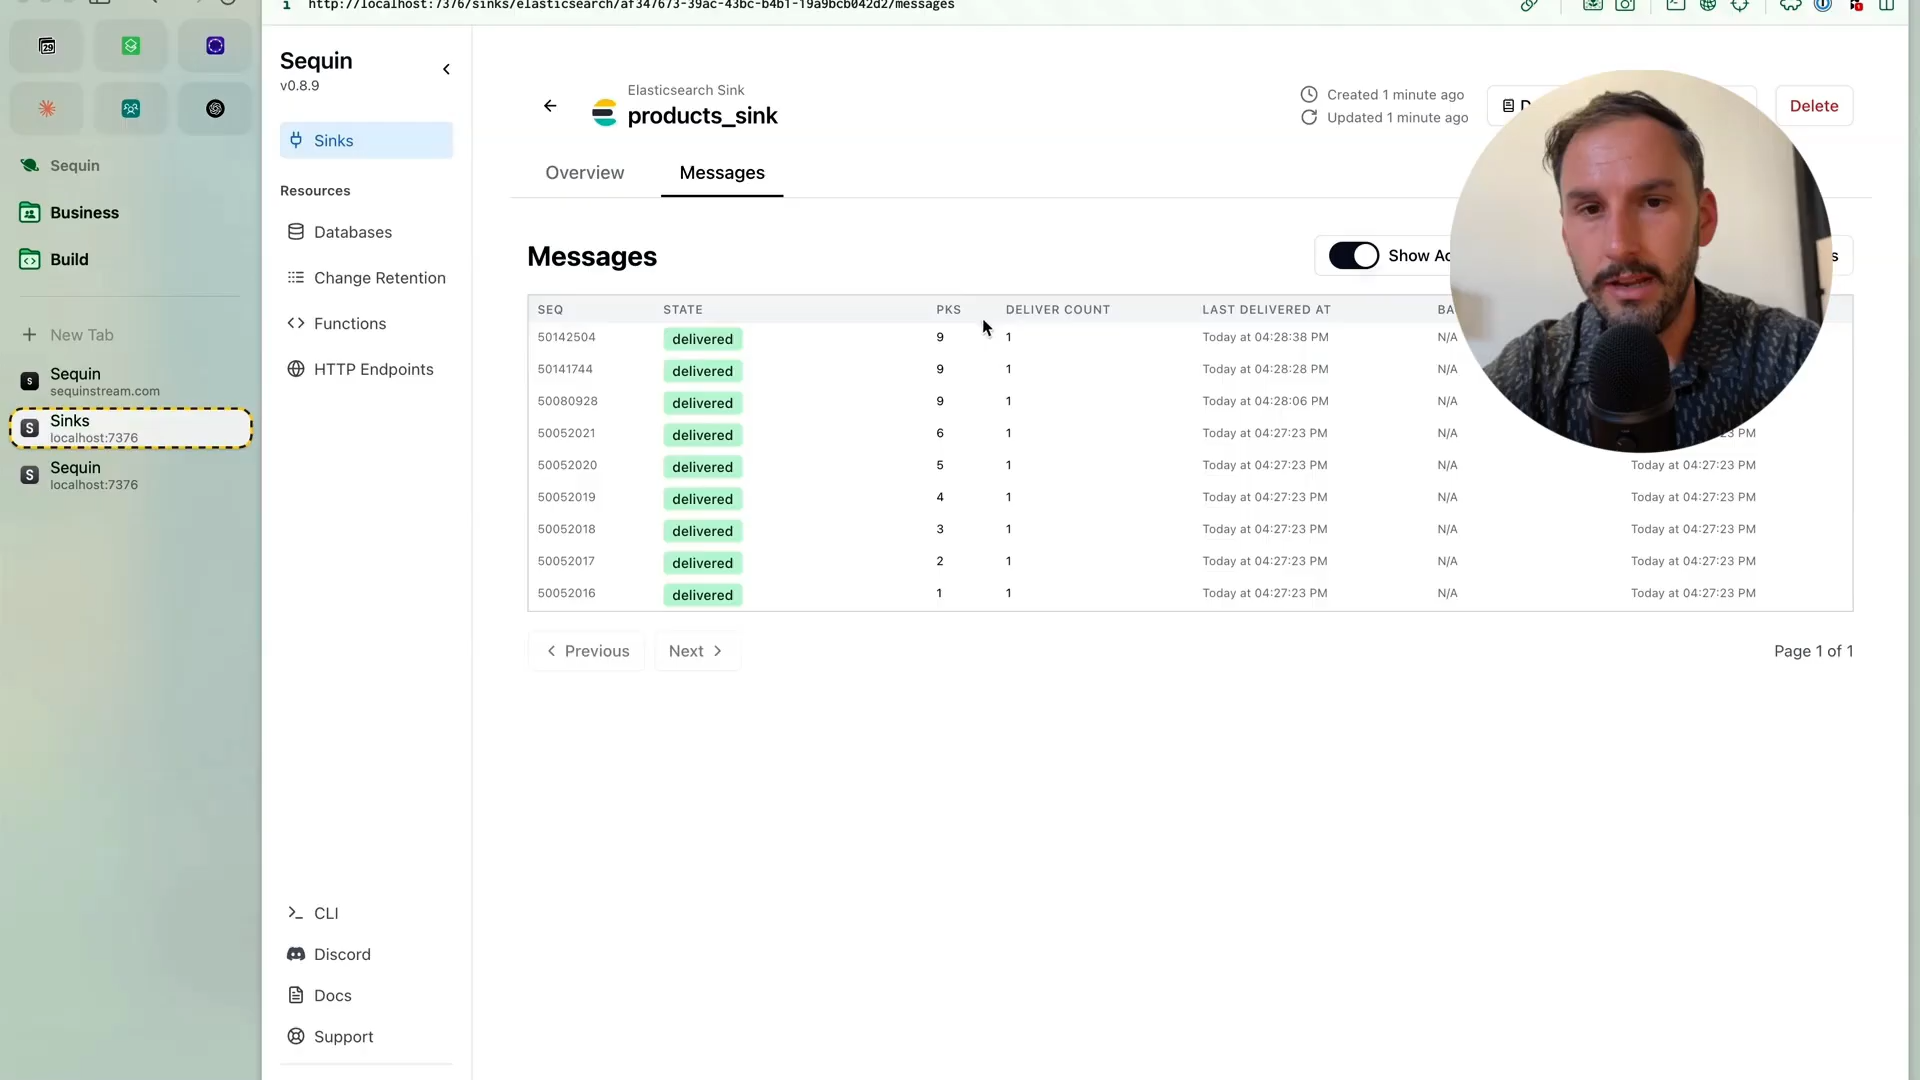 http://localhost:7376/sinks/elasticsearch/af347673-39ac-43bc-b4b1-19a9bcb042d2/messages
29
Sequin
Business
Build
New Tab
S Sequin
sequinstream.com
S Sinks
localhost:7376
S Sequin
localhost:7376
Sequin
v0.8.9
Sinks
Resources
Databases
Change Retention
Functions
HTTP Endpoints
CLI
Discord
Docs
Support
Elasticsearch Sink
products_sink
Created 1 minute ago
Updated 1 minute ago
Delete
Overview Messages
Messages
Show
SEQ STATE PKS DELIVER COUNT LAST DELIVERED AT
50142504 delivered 9 1 Today at 04:28:38 PM N/A
50141744 delivered 9 1 Today at 04:28:28 PM N/A
50080928 delivered 9 1 Today at 04:28:06 PM N/A
50052021 delivered 6 1 Today at 04:27:23 PM N/A 23 PM
50052020 delivered 5 1 Today at 04:27:23 PM N/A Today at 04:27:23 PM
50052019 delivered 4 1 Today at 04:27:23 PM N/A Today at 04:27:23 PM
50052018 delivered 3 1 Today at 04:27:23 PM N/A Today at 04:27:23 PM
50052017 delivered 2 1 Today at 04:27:23 PM N/A Today at 04:27:23 PM
50052016 delivered 1 1 Today at 04:27:23 PM N/A Today at 04:27:23 PM
Previous Next
Page 1 of 1